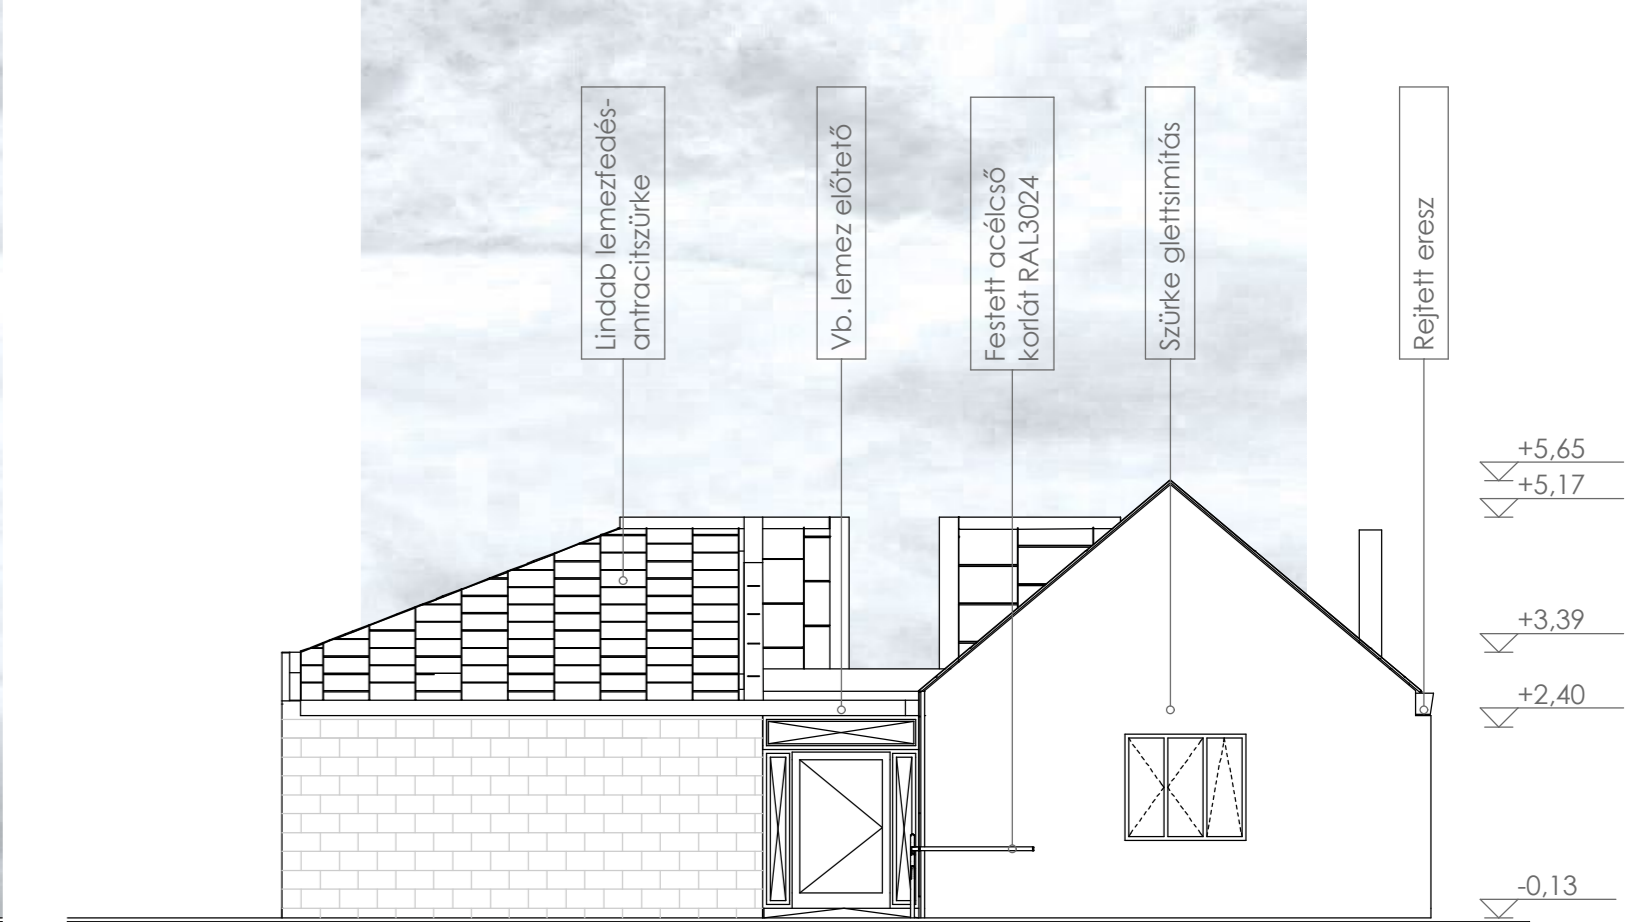 Lindab lemezfedés-
antracitszürke
Vb. lemez előtető
Festett acélcső
korlát RAL3024
Szürke glettsimítás
Rejtett eresz
+5,65
+5,17
+3,39
+2,40
-0,13